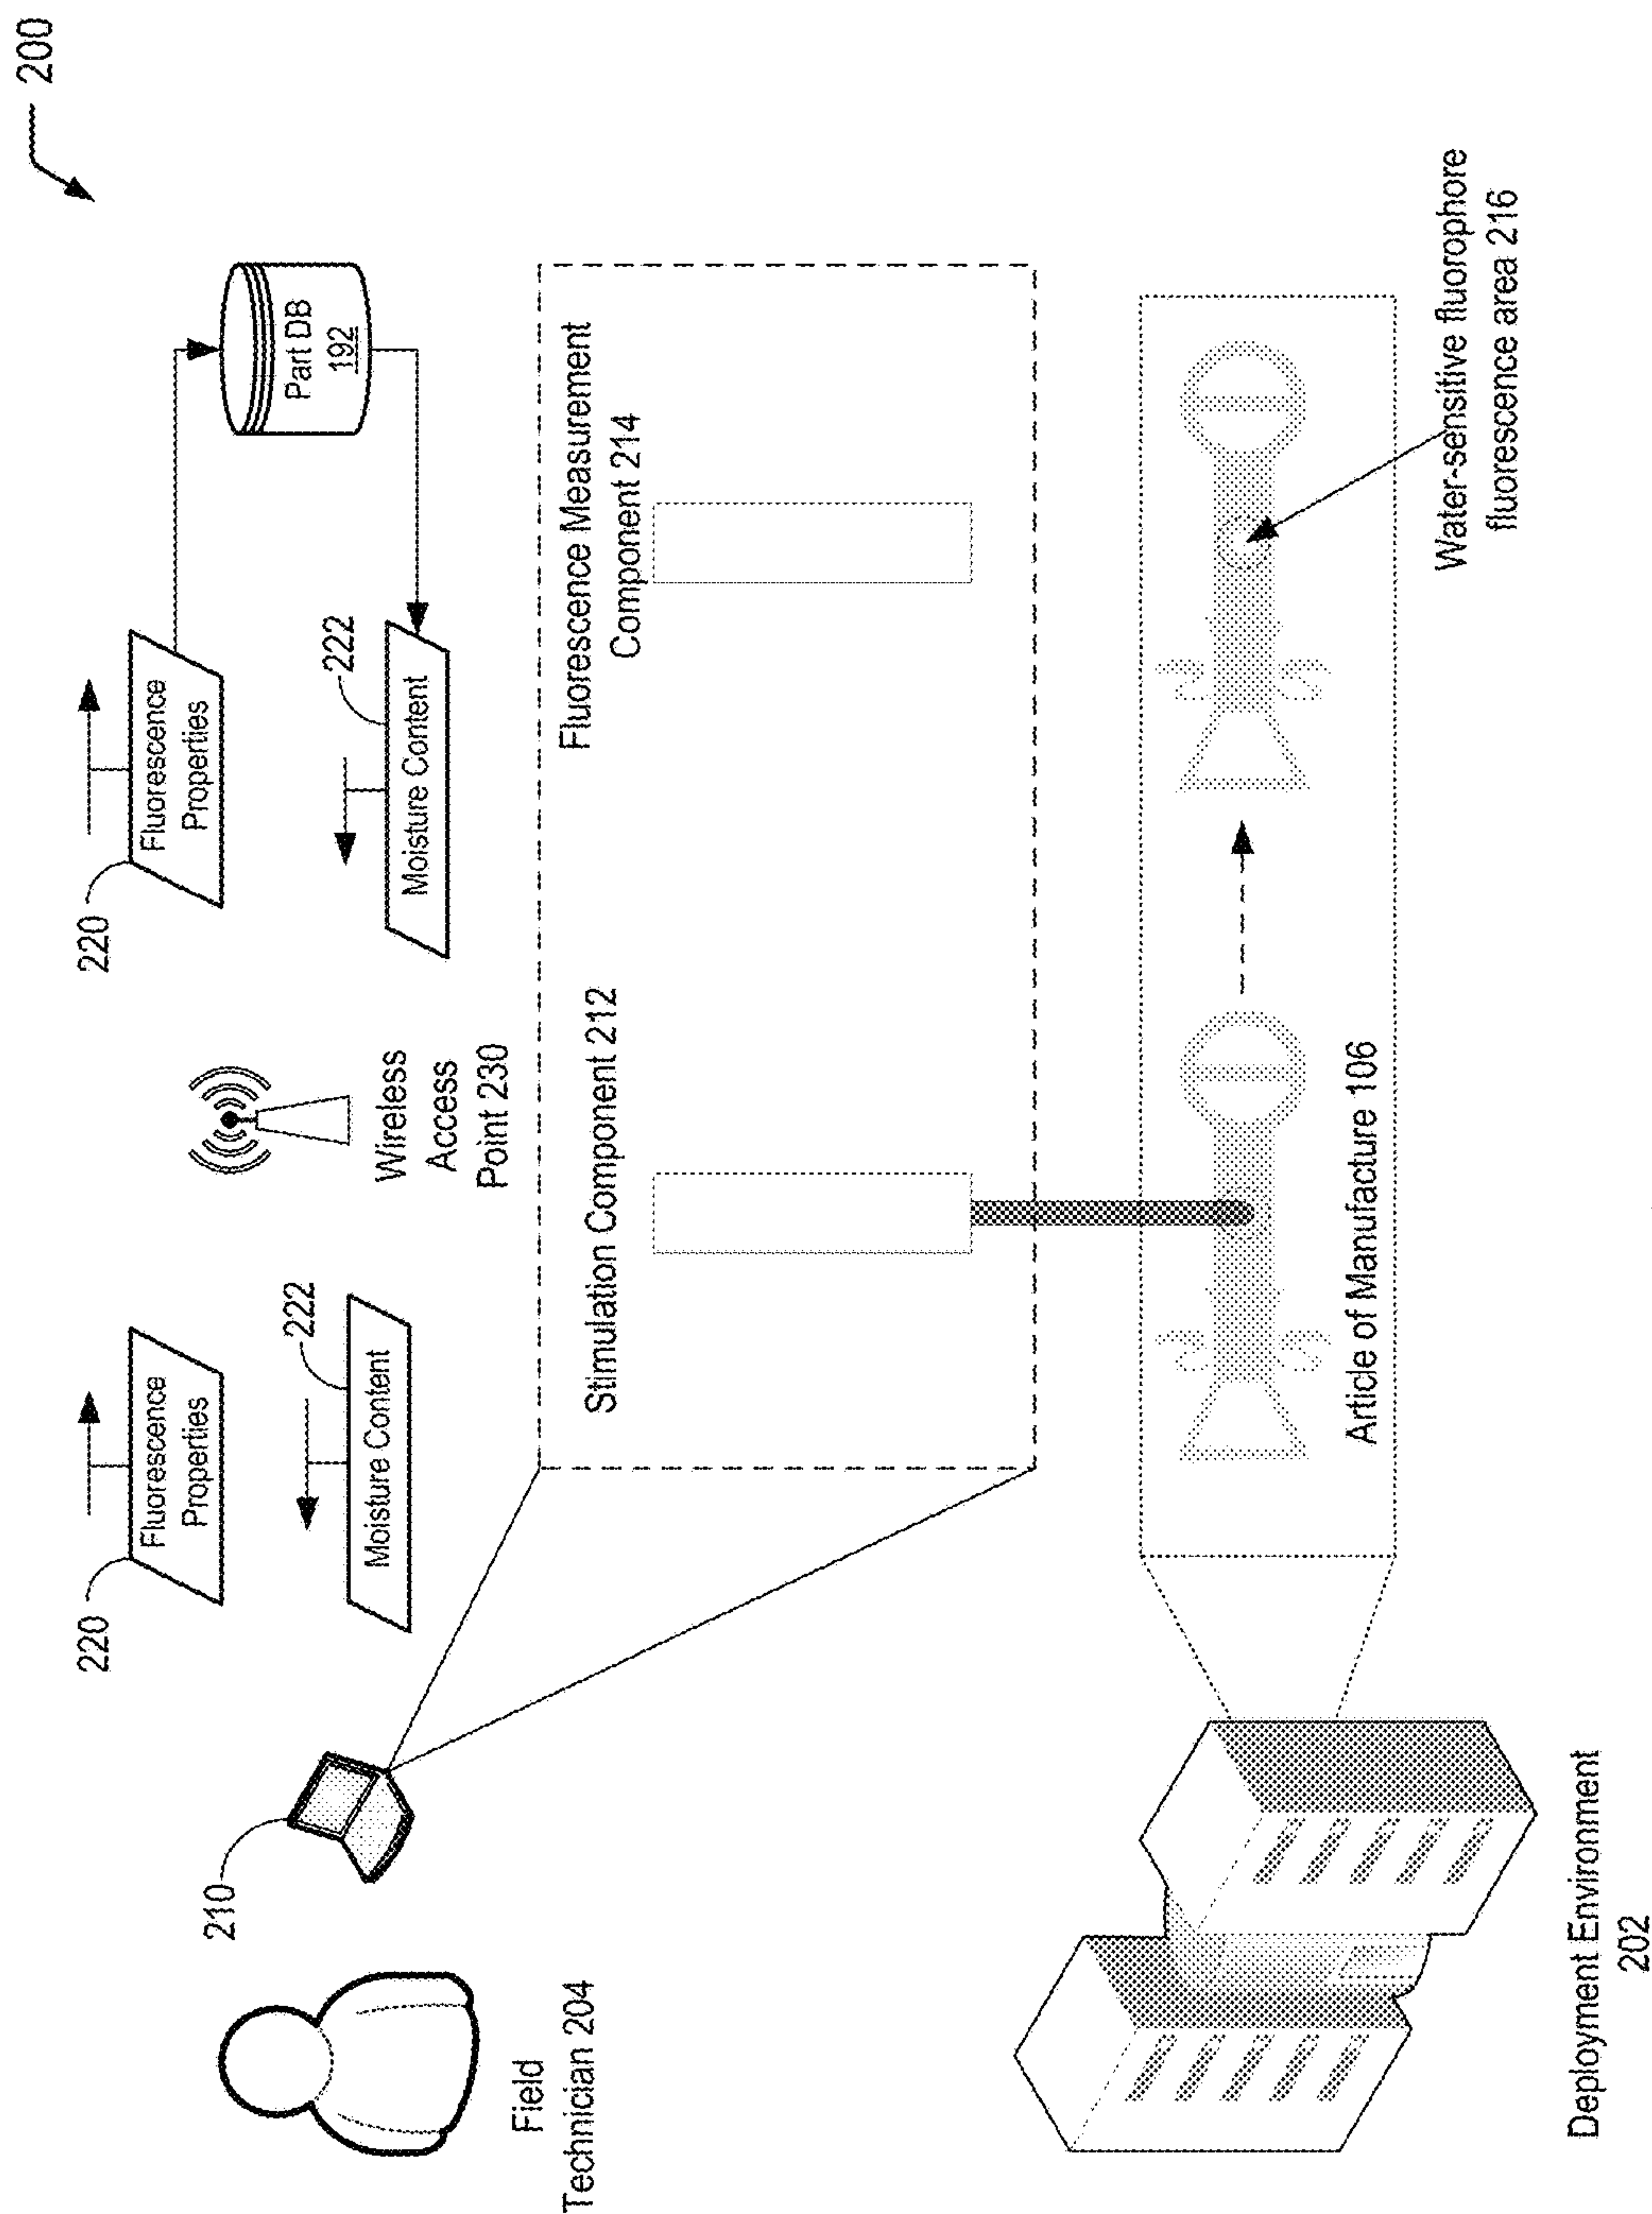 200
220
Fluorescence
Properties
222
Moisture Content
220
Fluorescence
Properties
222
Moisture Content
Part DB
192
Wireless
Access
Point 230
210
Field
Technician 204
Stimulation Component 212
Fluorescence Measurement
Component 214
Article of Manufacture 106
Water-sensitive fluorophore
fluorescence area 216
Deployment Environment
202